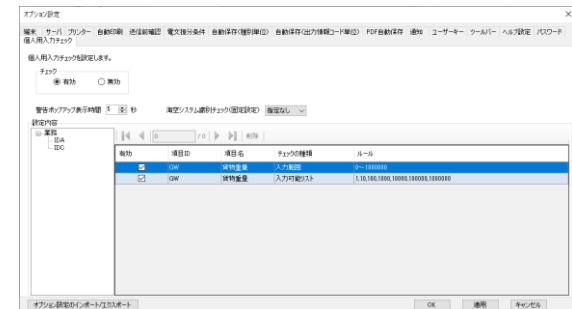 オプション設定
端末 サーバ プリンター 自動印刷 送信前確認 電文振分条件 自動保存(種別単位) 自動保存(出力情報コード単位) PDF自動保存 通知 ユーザーキー ツールバー ヘルプ設定 パスワード
個人用入力チェック
個人用入力チェックを設定します。
チェック
有効 無効
警告ポップアップ表示時間 秒 海空システム識別チェック(固定設定) 指定なし
設定内容
業務
IDA
IDC
0 / 0 削除
有効 項目ID 項目名 チェックの種類 ルール
GW 貨物重量 入力範囲 0~1000000
GW 貨物重量 入力可能リスト 1,10,100,1000,10000,100000,1000000
オプション設定のインポート/エクスポート OK 適用 キャンセル